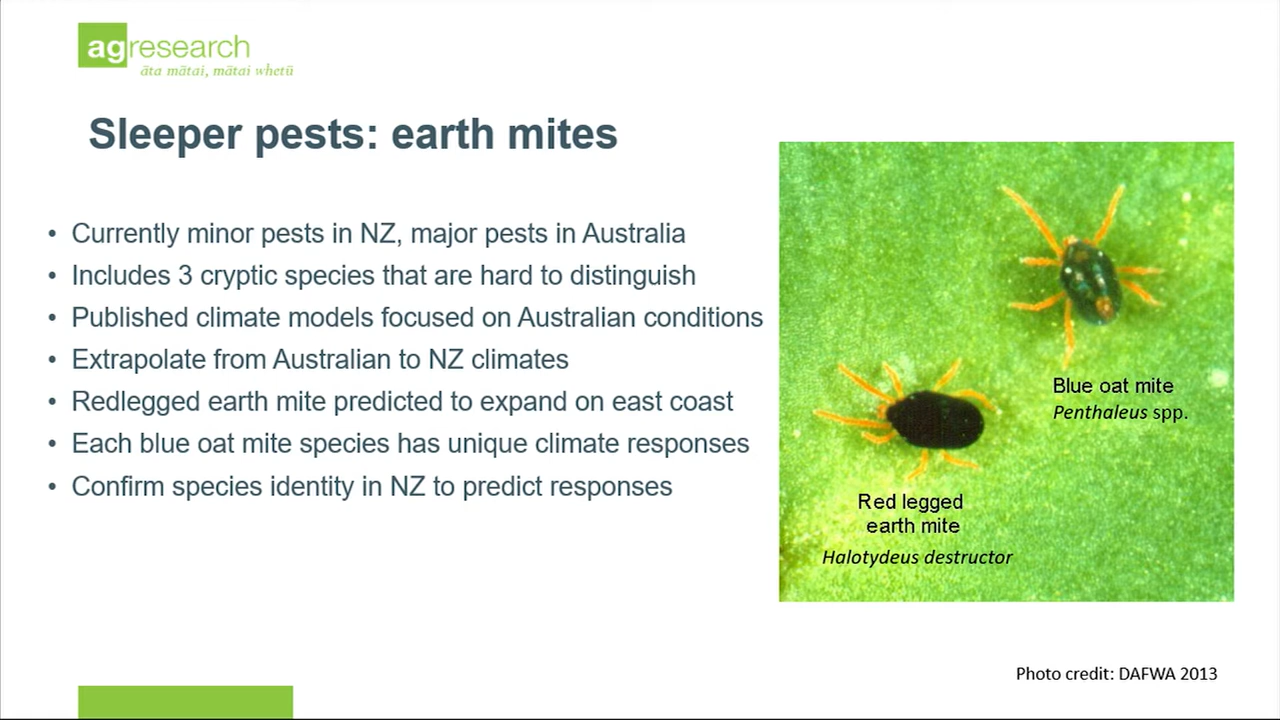 agresearch
āta mātai, mātai whetū
Sleeper pests: earth mites
• Currently minor pests in NZ, major pests in Australia
• Includes 3 cryptic species that are hard to distinguish
• Published climate models focused on Australian conditions
• Extrapolate from Australian to NZ climates
• Redlegged earth mite predicted to expand on east coast
• Each blue oat mite species has unique climate responses
• Confirm species identity in NZ to predict responses
Blue oat mite
Penthaleus spp.
Red legged
earth mite
Halotydeus destructor
Photo credit: DAFWA 2013